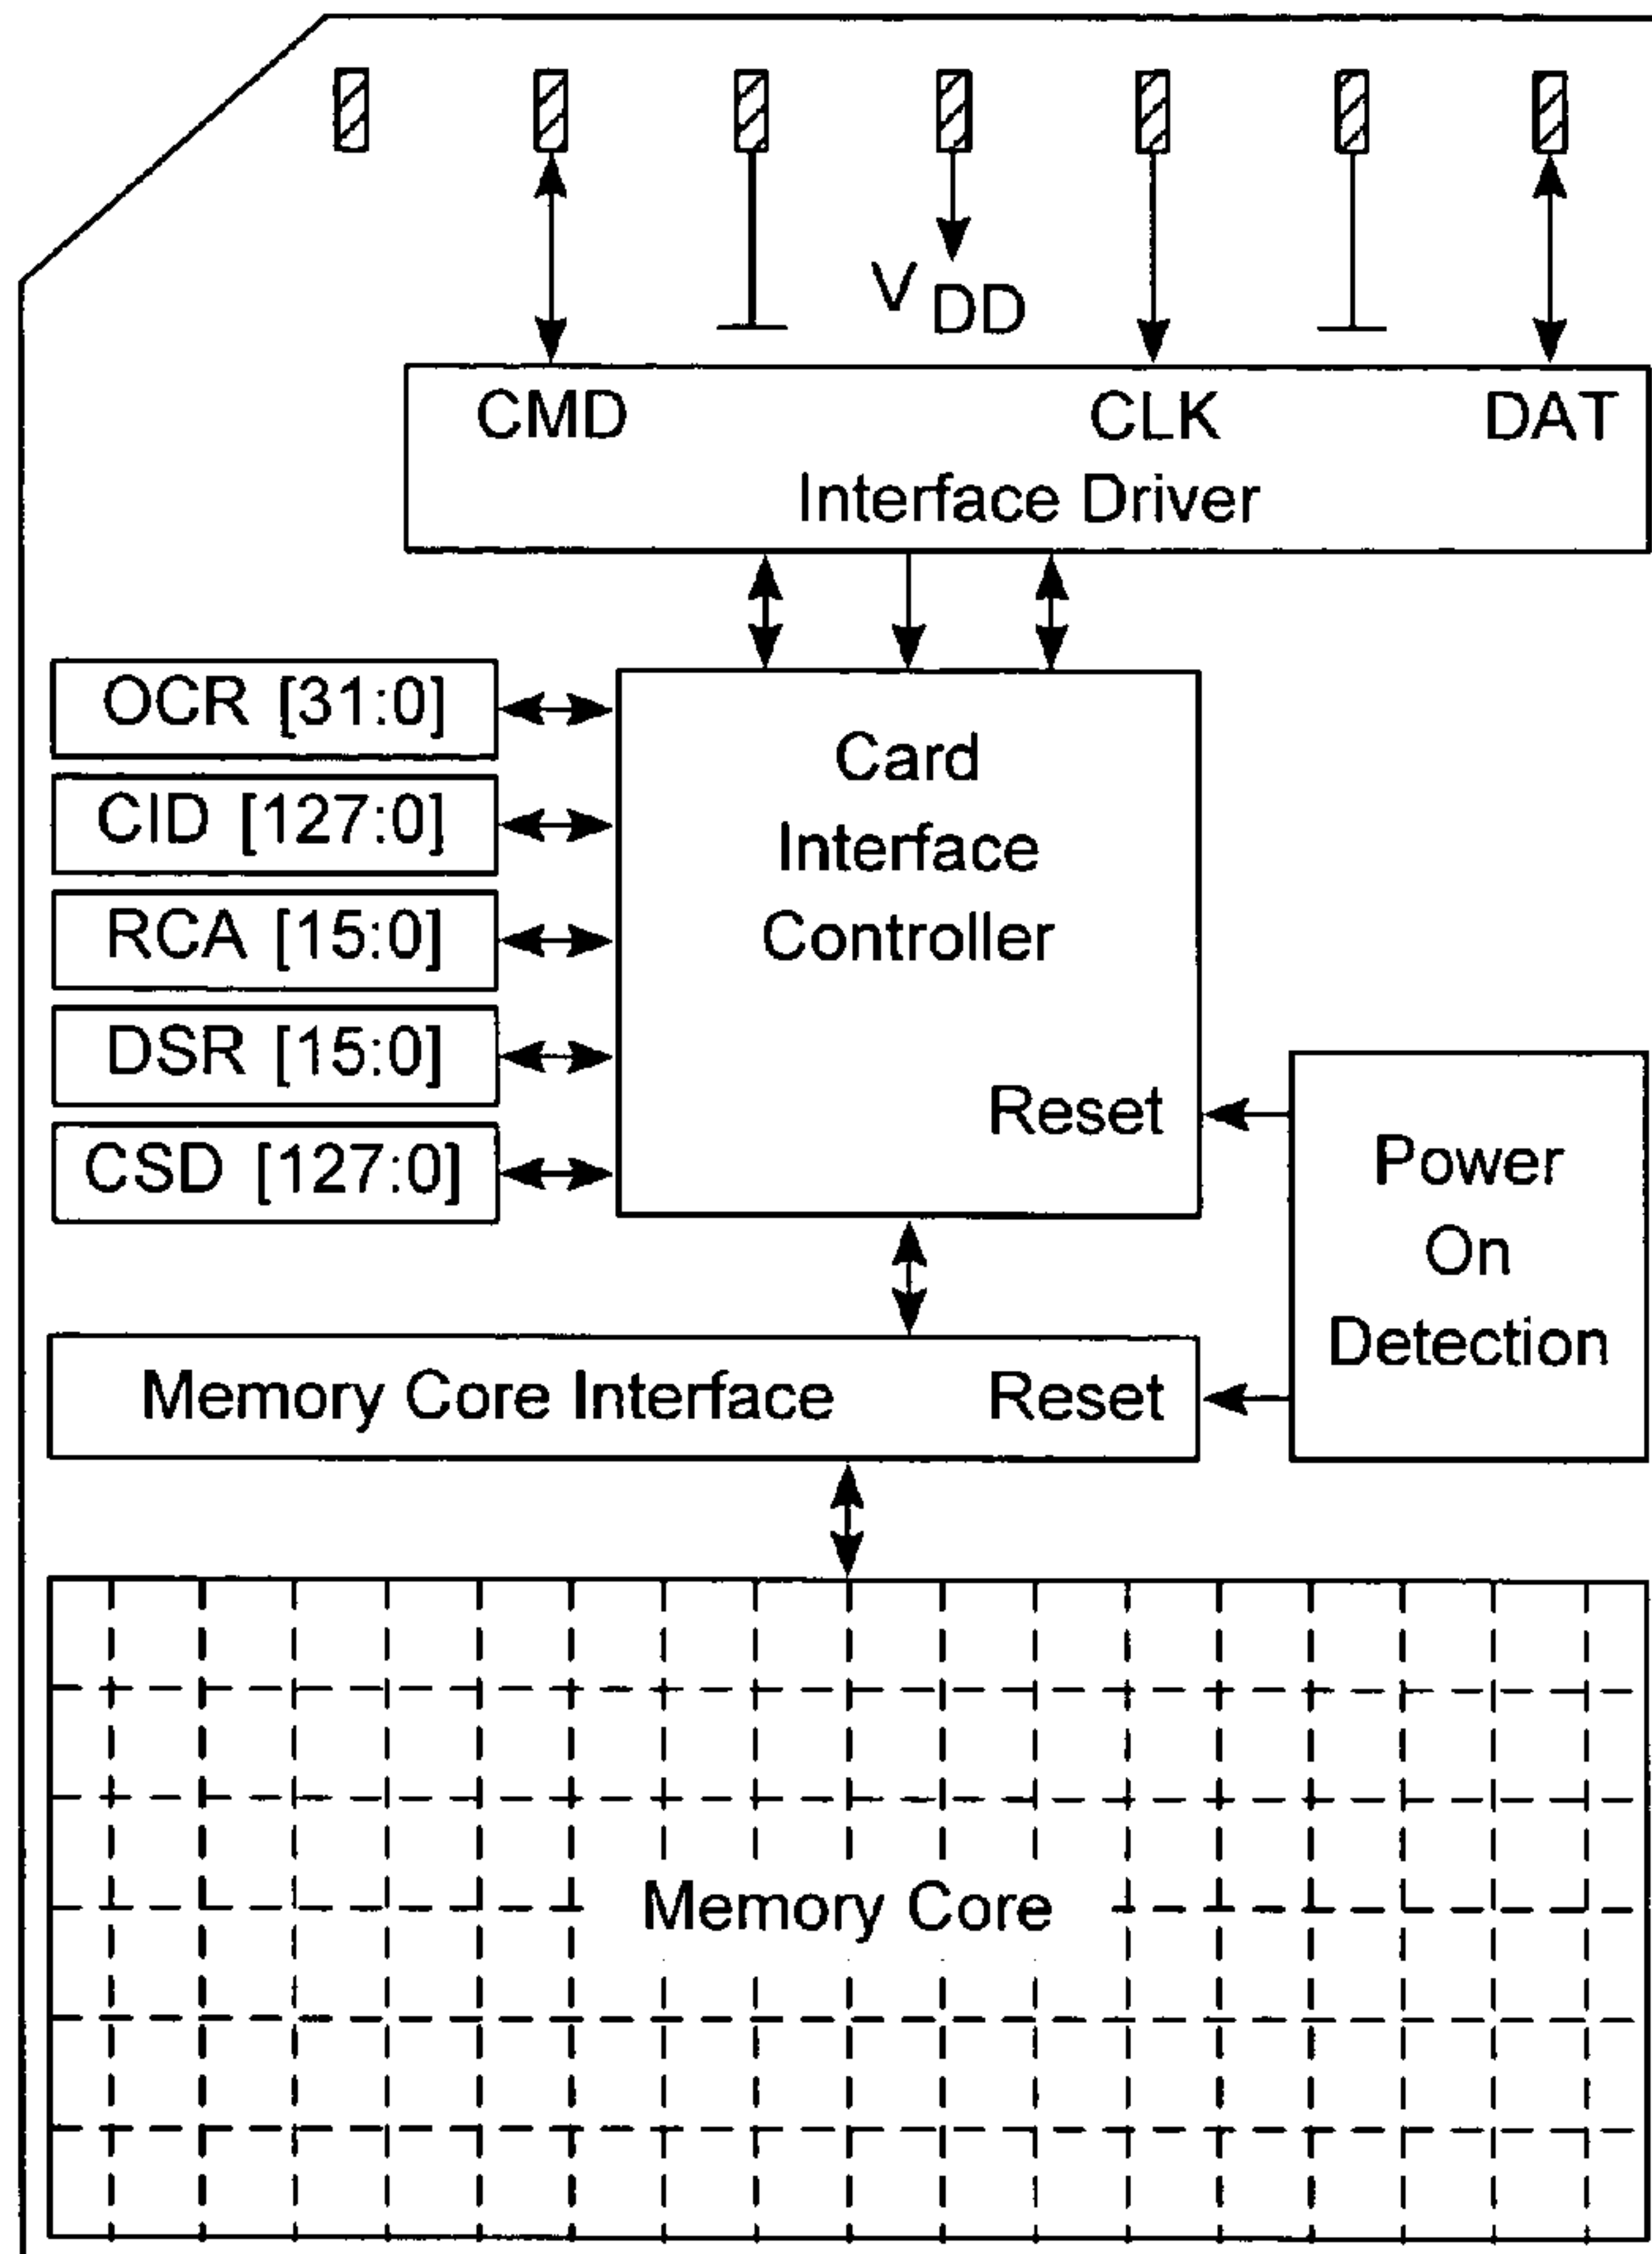 V DD
CMD CLK DAT
Interface Driver
OCR [31:0]
CID [127:0]
RCA [15:0]
DSR [15:0]
CSD [127:0]
Card
Interface
Controller
Reset
Power
On
Detection
Memory Core Interface Reset
Memory Core